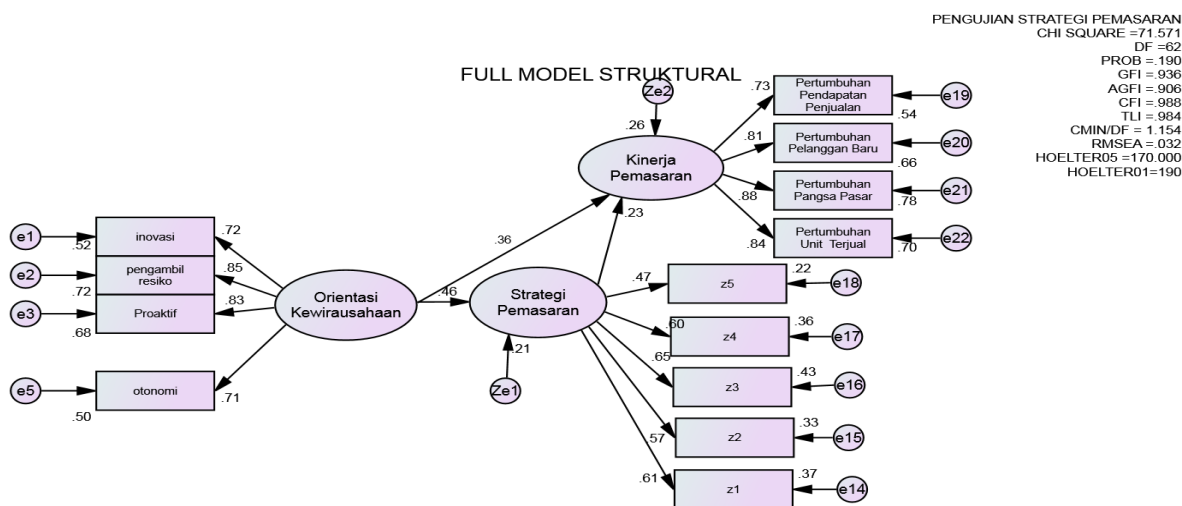 PENGUJIAN STRATEGI PEMASARAN
CHI SQUARE =71.571
DF =62
PROB =.190
GFI =.936
AGFI =.906
CFI =.988
TLI =.984
CMIN/DF = 1.154
RMSEA =.032
HOELTER05 =170.000
HOELTER01=190
FULL MODEL STRUKTURAL
Ze2
.26
Kinerja
Pemasaran
.73
Pertumbuhan
Pendapatan
Penjualan
.54
e19
.81
Pertumbuhan
Pelanggan Baru
.66
e20
.88
Pertumbuhan
Pangsa Pasar
.78
e21
.84
Pertumbuhan
Unit Terjual
.70
e22
.23
.36
e1
.52
inovasi
.72
e2
pengambil
resiko
.85
.72
e3
Proaktif
.83
.68
e5
otonomi
.71
.50
Orientasi
Kewirausahaan
.46
Strategi
Pemasaran
.21
Ze1
.47
z5
.22
e18
.60
z4
.36
e17
.65
z3
.43
e16
.57
z2
.33
e15
.61
z1
.37
e14